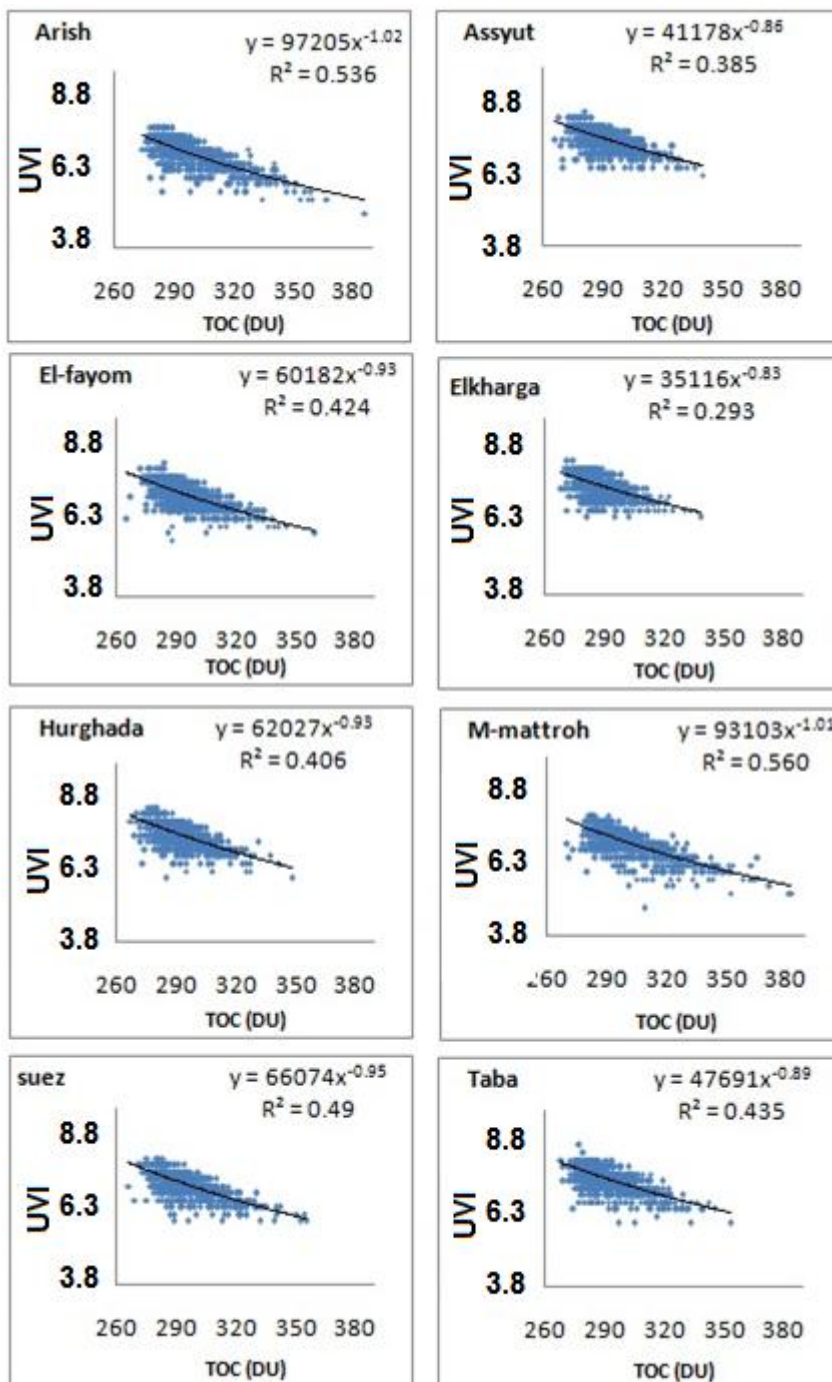 Arish
y = 97205x^-1.02
R² = 0.536
8.8
6.3
3.8
UVI
260 290 320 350 380
TOC (DU)
Assyut
y = 41178x^-0.86
R² = 0.385
8.8
6.3
3.8
UVI
260 290 320 350 380
TOC (DU)
El-fayom
y = 60182x^-0.93
R² = 0.424
8.8
6.3
3.8
UVI
260 290 320 350 380
TOC (DU)
Elkharga
y = 35116x^-0.83
R² = 0.293
8.8
6.3
3.8
UVI
260 290 320 350 380
TOC (DU)
Hurghada
y = 62027x^-0.93
R² = 0.406
8.8
6.3
3.8
UVI
260 290 320 350 380
TOC (DU)
M-mattroh
y = 93103x^-1.01
R² = 0.560
8.8
6.3
3.8
UVI
260 290 320 350 380
TOC (DU)
suez
y = 66074x^-0.95
R² = 0.49
8.8
6.3
3.8
UVI
260 290 320 350 380
TOC (DU)
Taba
y = 47691x^-0.89
R² = 0.435
8.8
6.3
3.8
UVI
260 290 320 350 380
TOC (DU)